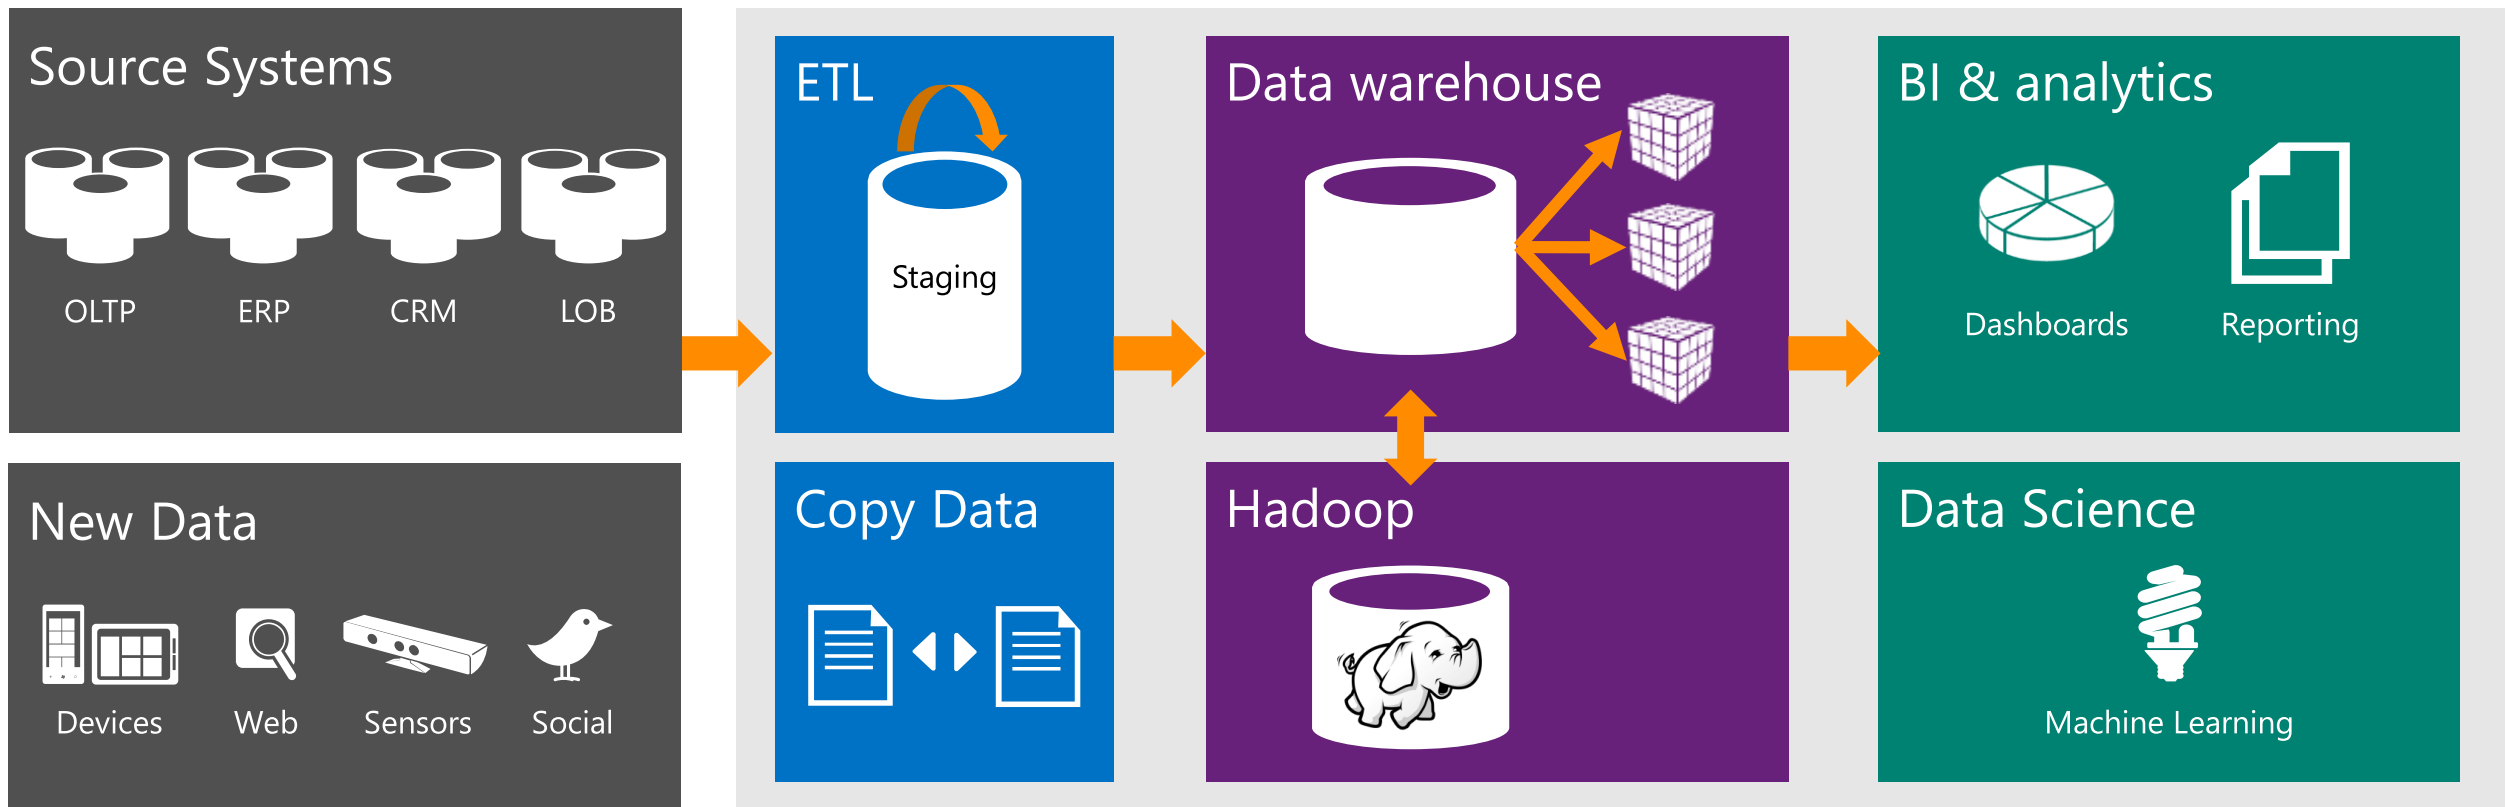 Source Systems
OLTP
ERP
CRM
LOB
ETL
Staging
Data warehouse
BI & analytics
Dashboards
Reporting
New Data
Devices
Web
Sensors
Social
Copy Data
Hadoop
Data Science
Machine Learning